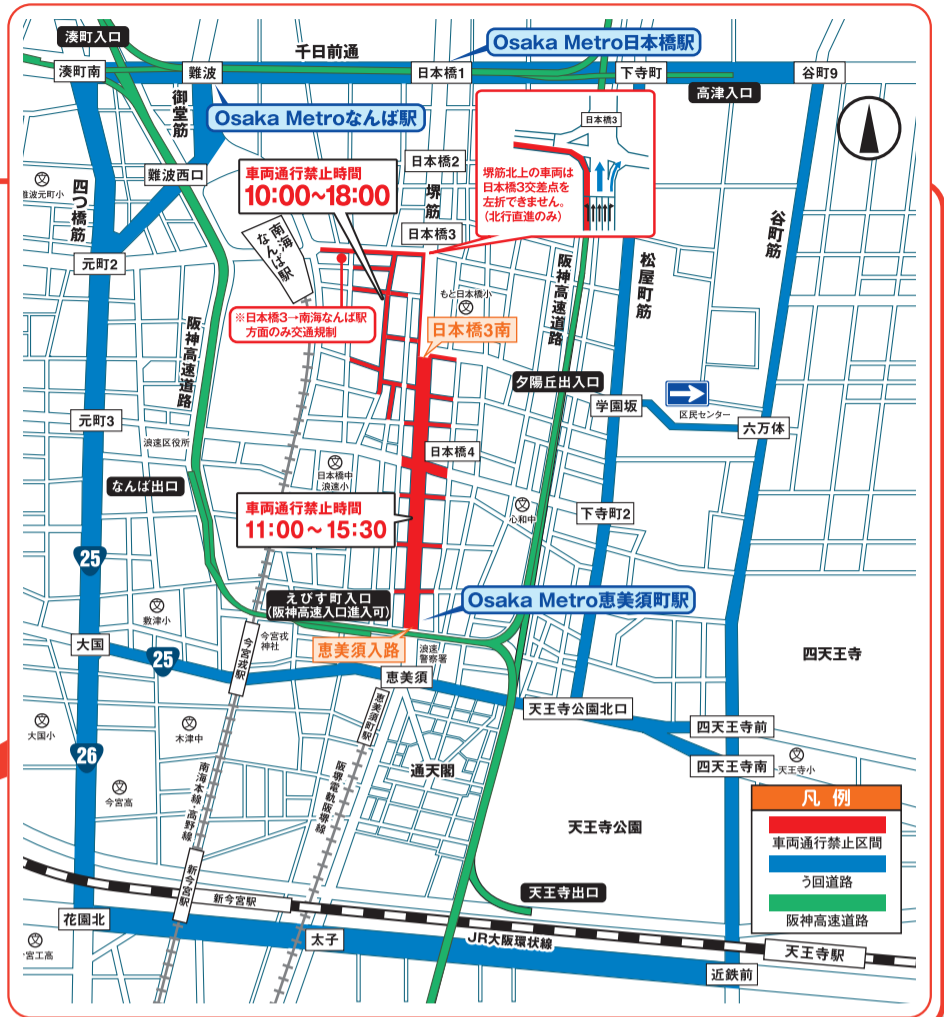 湊町入口
千日前通
Osaka Metro日本橋駅
湊町南
難波
日本橋1
下寺町
谷町9
高津入口
御堂筋
Osaka Metroなんば駅
日本橋3
堺筋北上の車両は
日本橋3交差点を
左折できません。
(北行直進のみ)
日本橋2
車両通行禁止時間
10:00~18:00
難波西口
難波元町小
四つ橋筋
堺筋
日本橋3
谷町筋
松屋町筋
阪神高速道路
南海
なんば駅
元町2
もと日本橋小
※日本橋3→南海なんば駅
方面のみ交通規制
日本橋3南
阪神高速道路
夕陽丘出入口
学園坂
区民センター
六万体
元町3
浪速区役所
日本橋4
日本橋中
浪速小
なんば出口
車両通行禁止時間
11:00~15:30
心和中
下寺町2
25
えびす町入口
(阪神高速入口進入可)
Osaka Metro恵美須町駅
敷津小
今宮戎
神社
恵美須入路
浪速
警察署
大国
25
今宮戎駅
恵美須
四天王寺
恵美須町駅
天王寺公園北口
四天王寺前
大国小
木津中
四天王寺南
天王寺小
26
通天閣
南海本線・高野線
阪堺電軌阪堺線
今宮高
天王寺公園
凡例
車両通行禁止区間
う回道路
阪神高速道路
新今宮駅
新今宮駅
天王寺出口
花園北
太子
JR大阪環状線
天王寺駅
宮工高
近鉄前